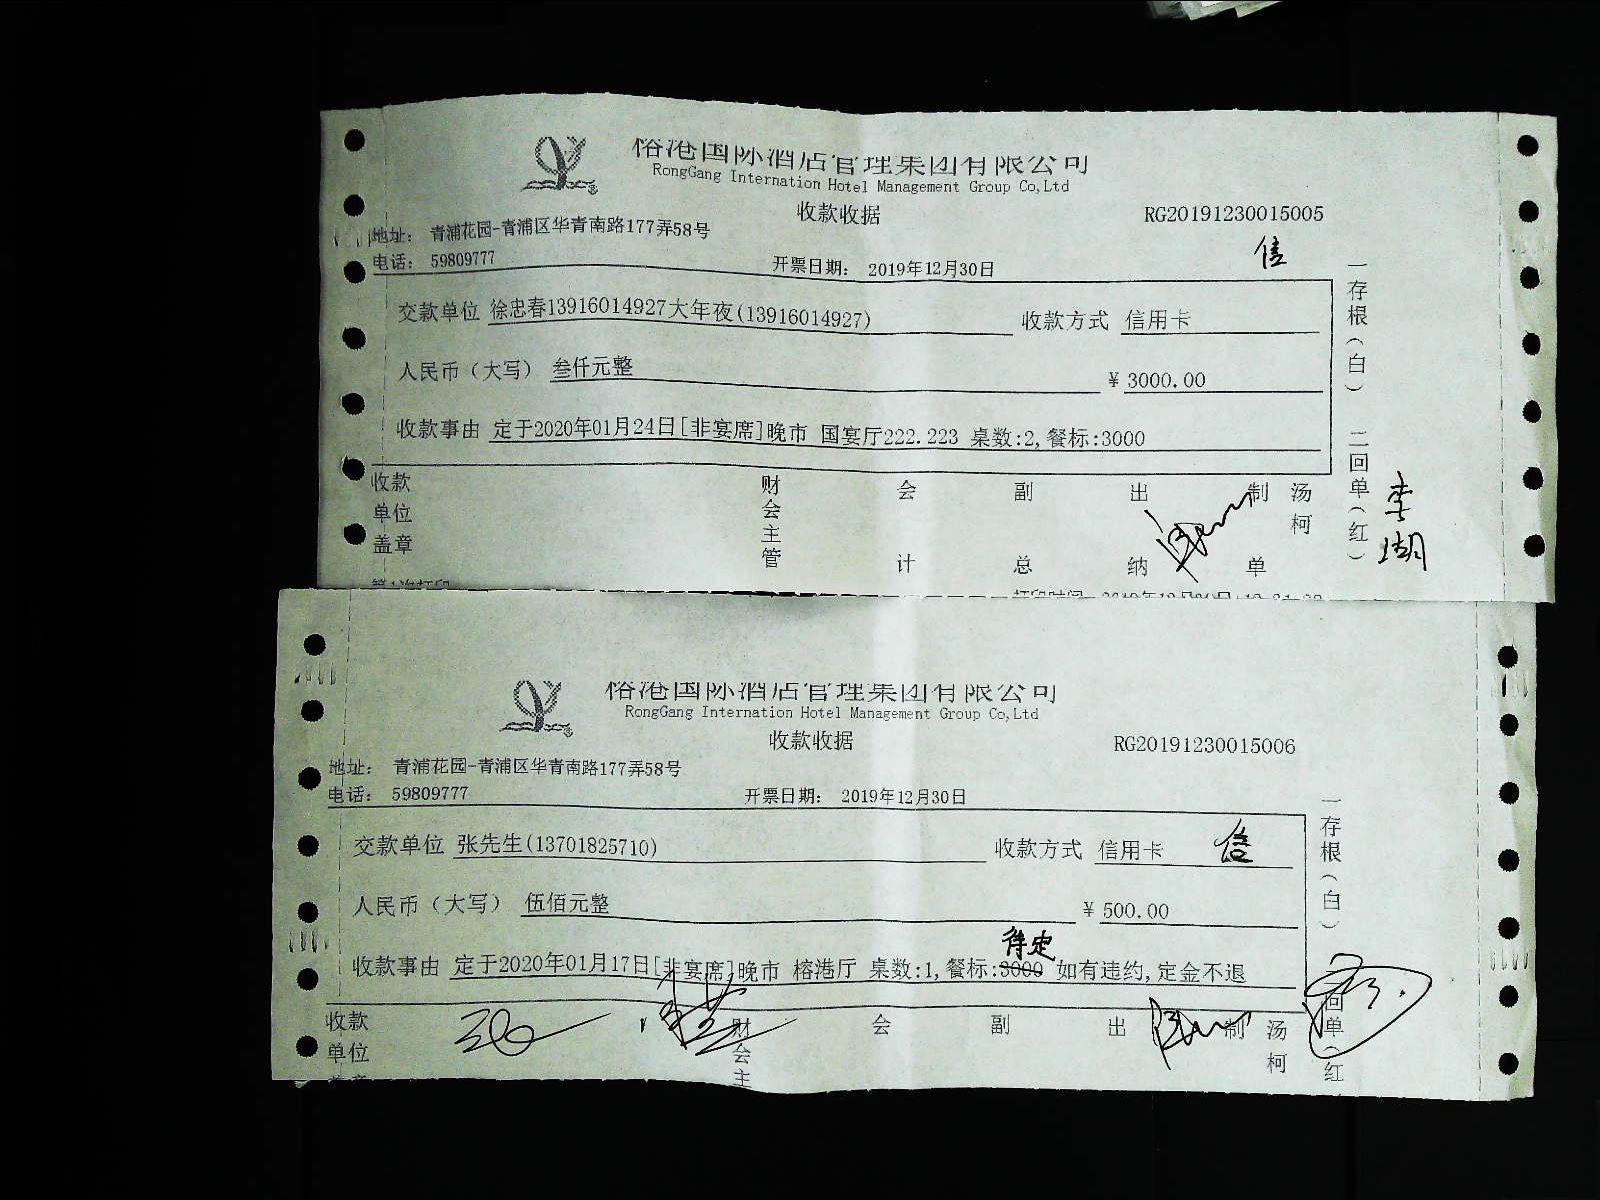 榕港国际酒店管理集团有限公司
RongGang Internation Hotel Management Group Co,Ltd
收款收据
RG20191230015005
地址： 青浦花园-青浦区华青南路177弄58号
信
电话： 59809777
开票日期： 2019年12月30日
交款单位 徐忠春13916014927大年夜(13916014927)
收款方式 信用卡
人民币（大写） 叁仟元整
¥ 3000.00
收款事由 定于2020年01月24日[非宴席]晚市 国宴厅222.223 桌数:2,餐标:3000
一存根（白） 二回单（红）
收款单位盖章
财会主管
会计
副总
出纳
制单
汤柯
李湖
第1次打印
榕港国际酒店管理集团有限公司
RongGang Internation Hotel Management Group Co,Ltd
收款收据
RG20191230015006
地址： 青浦花园-青浦区华青南路177弄58号
电话： 59809777
开票日期： 2019年12月30日
交款单位 张先生(13701825710)
收款方式 信用卡 信
人民币（大写） 伍佰元整
¥ 500.00
待定
收款事由 定于2020年01月17日[非宴席]晚市 榕港厅 桌数:1,餐标:3000 如有违约,定金不退
一存根（白） 回单（红
收款单位
财会主
会
副
出
制
汤柯